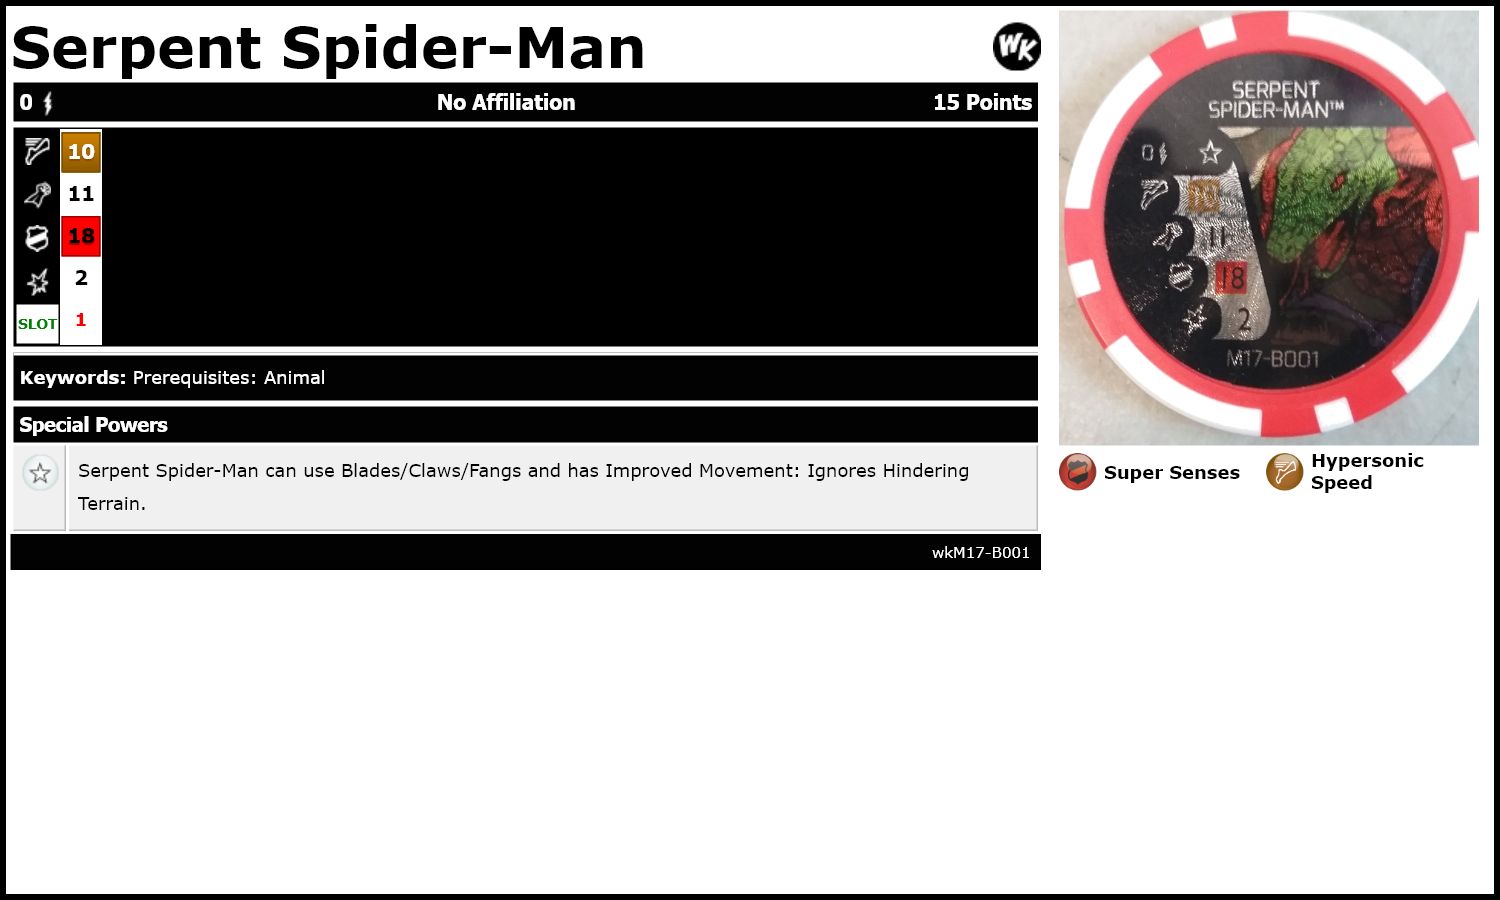 Serpent Spider-Man
WK
0 No Affiliation 15 Points
10
11
18
2
SLOT 1
Keywords: Prerequisites: Animal
Special Powers
Serpent Spider-Man can use Blades/Claws/Fangs and has Improved Movement: Ignores Hindering
Terrain.
wkM17-B001
SERPENT
SPIDER-MAN™
0
10
11
18
2
M17-B001
Super Senses
Hypersonic
Speed